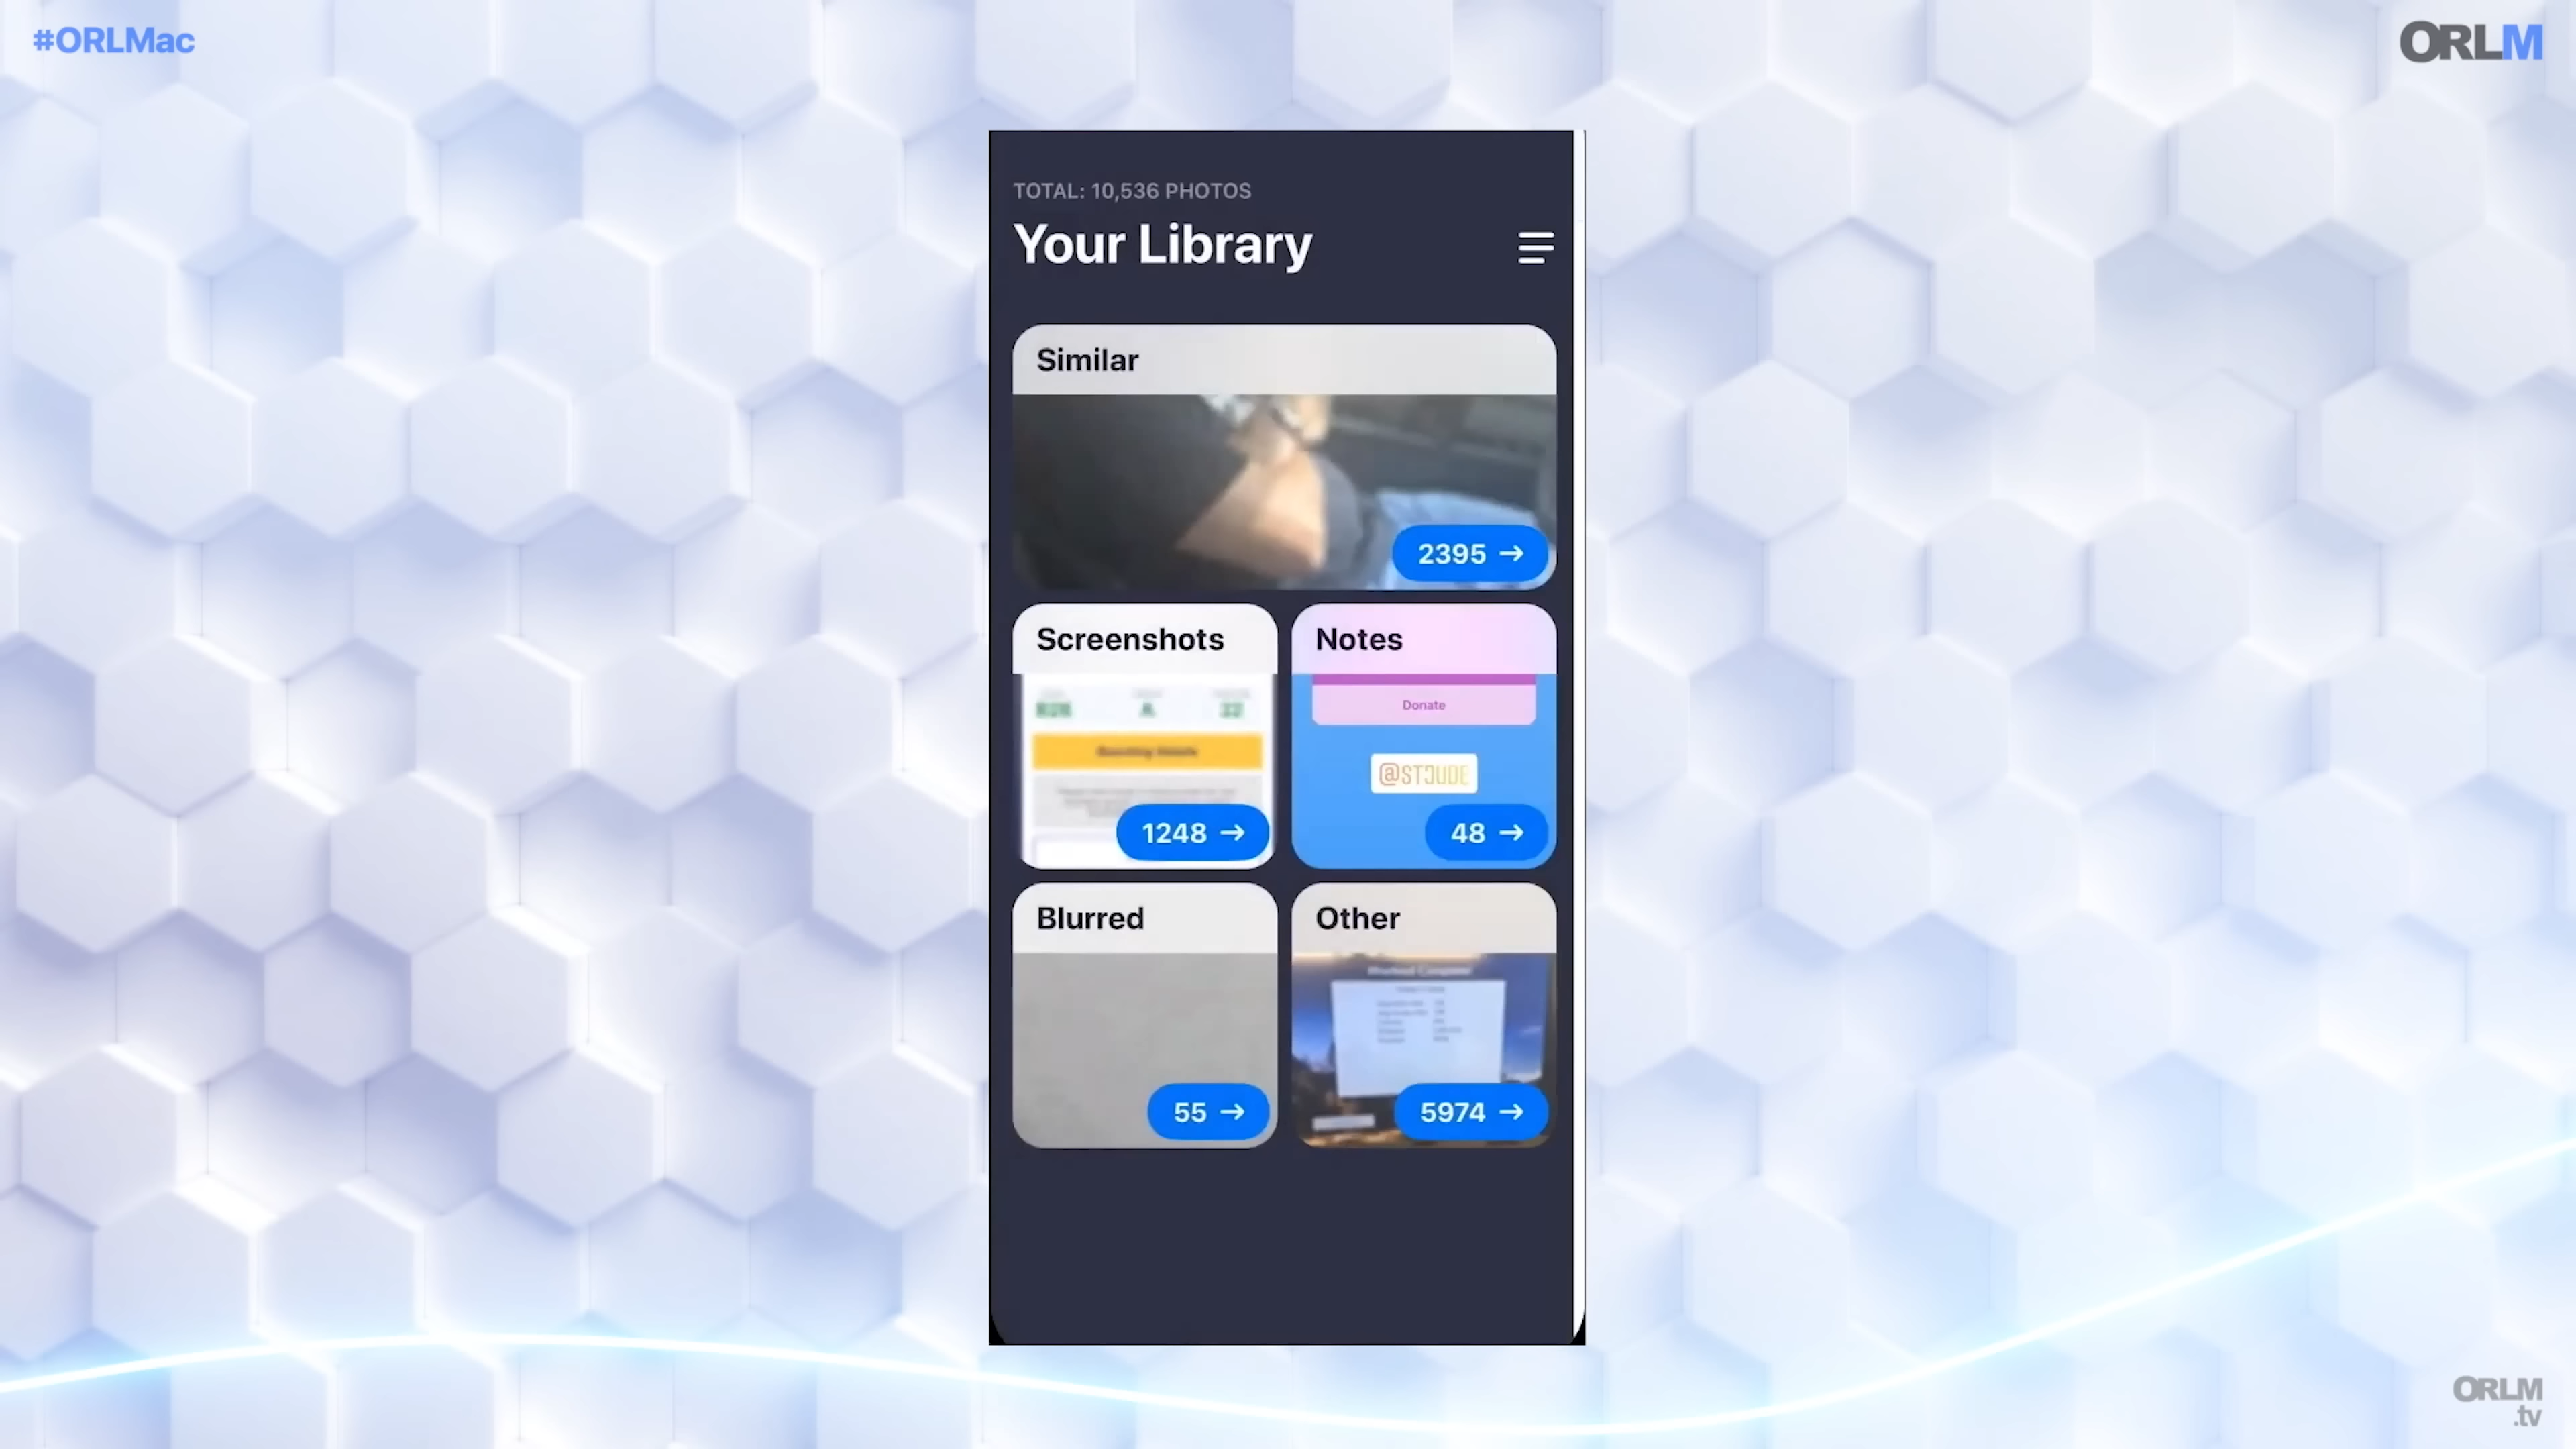 #ORLMac
ORLM
TOTAL: 10,536 PHOTOS
Your Library
Similar
2395 →
Screenshots
Notes
Donate
@STJUDE
1248 →
48 →
Blurred
Other
55 →
5974 →
ORLM
.tv